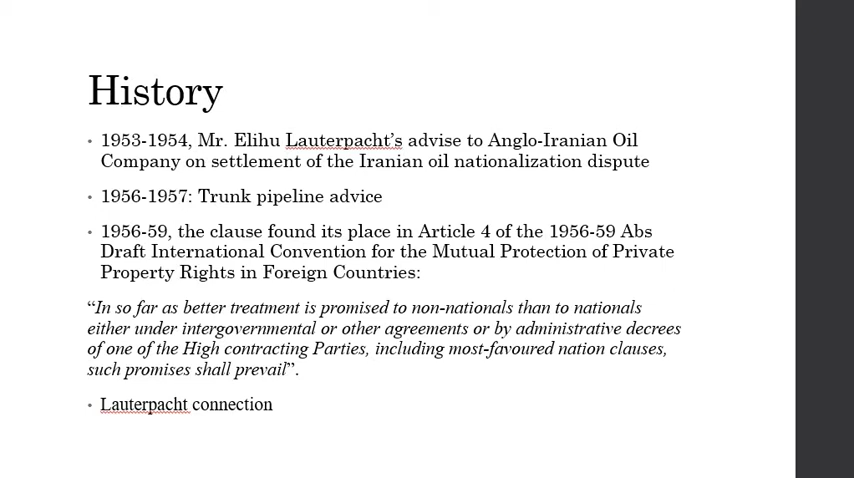 History
• 1953-1954, Mr. Elihu Lauterpacht’s advise to Anglo-Iranian Oil
Company on settlement of the Iranian oil nationalization dispute
• 1956-1957: Trunk pipeline advice
• 1956-59, the clause found its place in Article 4 of the 1956-59 Abs
Draft International Convention for the Mutual Protection of Private
Property Rights in Foreign Countries:
“In so far as better treatment is promised to non-nationals than to nationals
either under intergovernmental or other agreements or by administrative decrees
of one of the High contracting Parties, including most-favoured nation clauses,
such promises shall prevail”.
• Lauterpacht connection